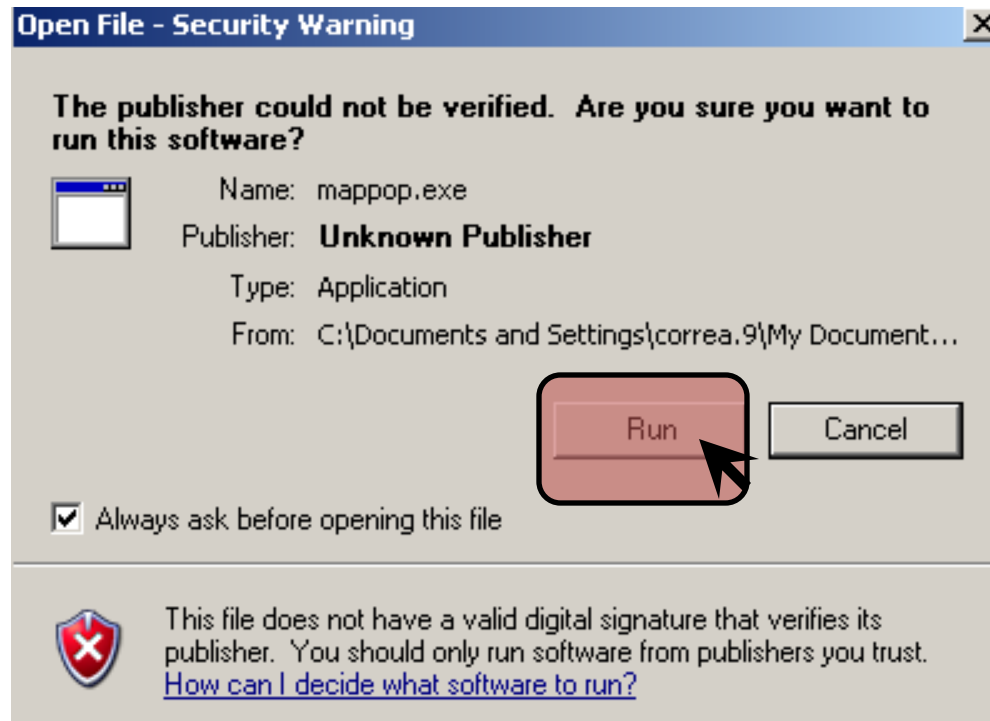 Open File - Security Warning
The publisher could not be verified. Are you sure you want to
run this software?
Name: mappop.exe
Publisher: Unknown Publisher
Type: Application
From: C:\Documents and Settings\correa.9\My Document...
Run Cancel
Always ask before opening this file
This file does not have a valid digital signature that verifies its
publisher. You should only run software from publishers you trust.
How can I decide what software to run?